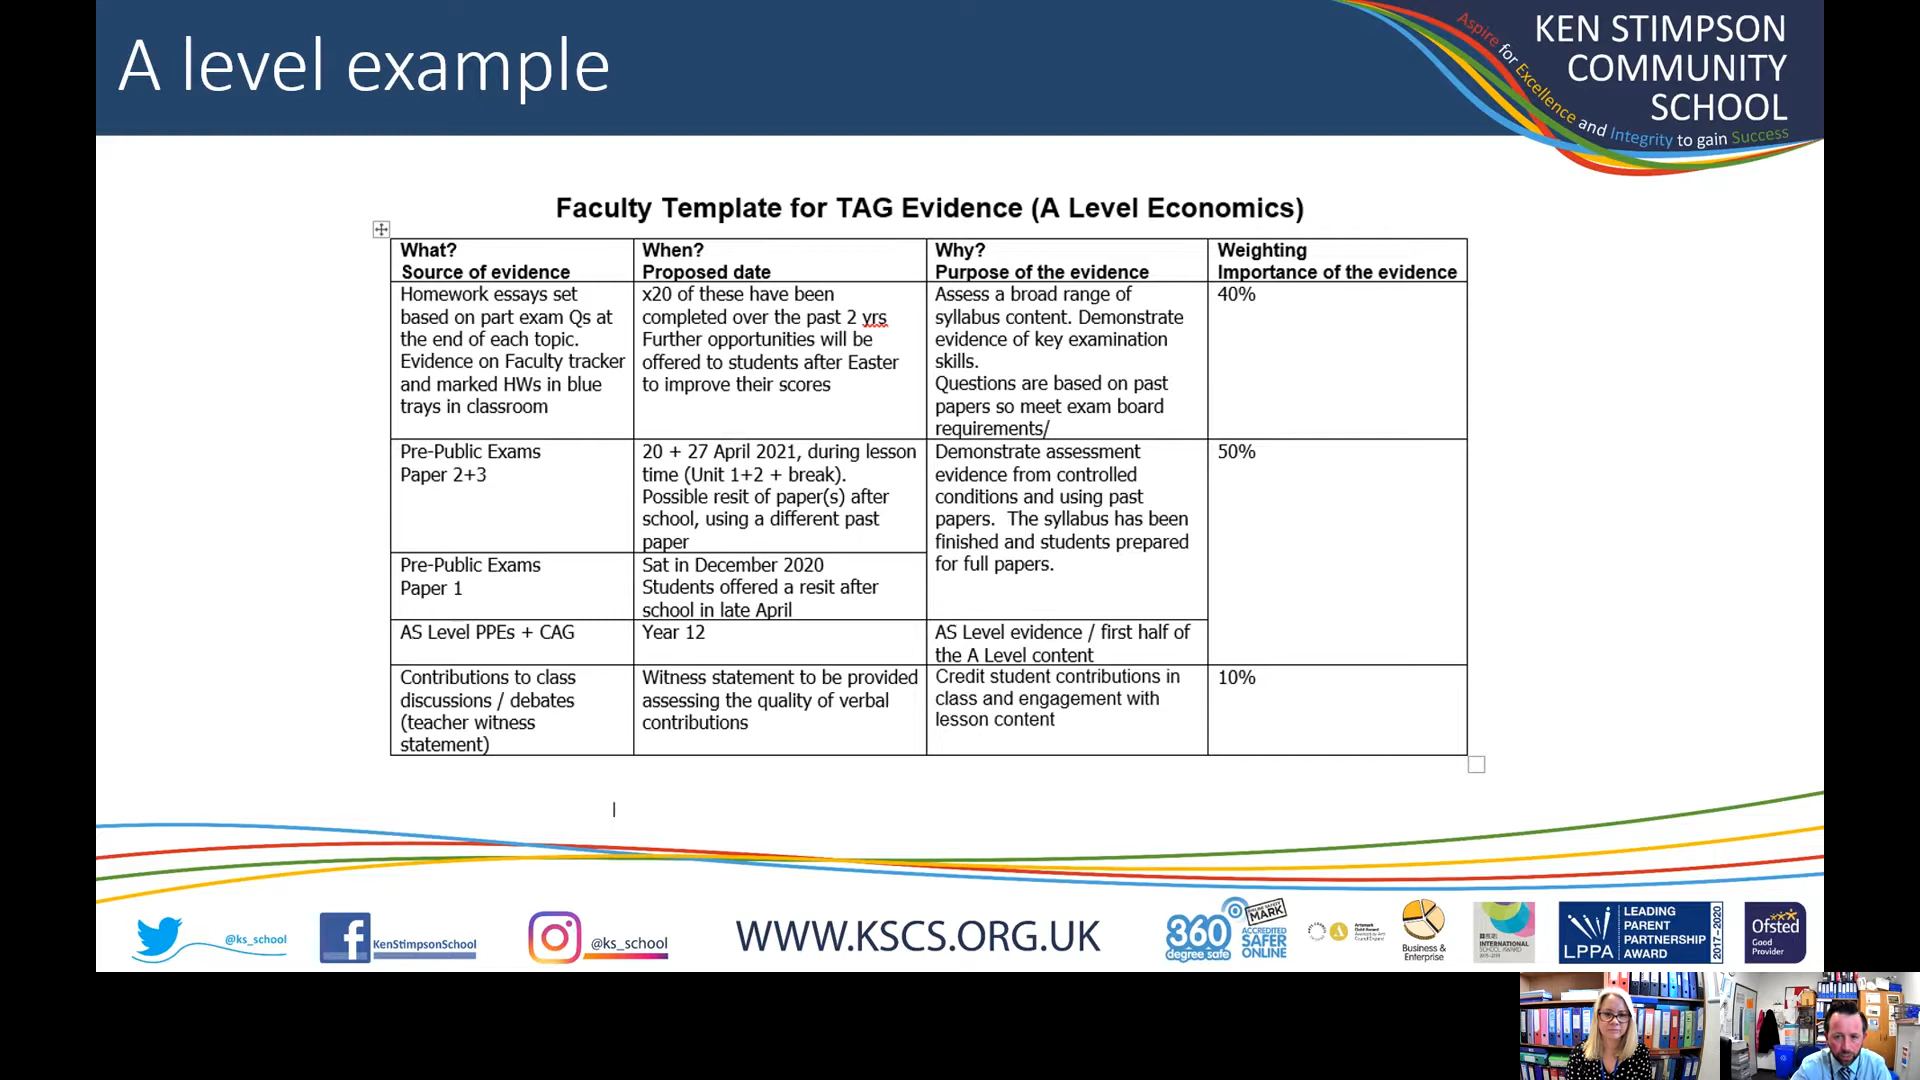 A level example
KEN STIMPSON
COMMUNITY
SCHOOL
Aspire for Excellence and Integrity to gain Success
Faculty Template for TAG Evidence (A Level Economics)
What?
Source of evidence
When?
Proposed date
Why?
Purpose of the evidence
Weighting
Importance of the evidence
Homework essays set
based on part exam Qs at
the end of each topic.
Evidence on Faculty tracker
and marked HWs in blue
trays in classroom
x20 of these have been
completed over the past 2 yrs
Further opportunities will be
offered to students after Easter
to improve their scores
Assess a broad range of
syllabus content. Demonstrate
evidence of key examination
skills.
Questions are based on past
papers so meet exam board
requirements/
40%
Pre-Public Exams
Paper 2+3
20 + 27 April 2021, during lesson
time (Unit 1+2 + break).
Possible resit of paper(s) after
school, using a different past
paper
Demonstrate assessment
evidence from controlled
conditions and using past
papers.  The syllabus has been
finished and students prepared
for full papers.
50%
Pre-Public Exams
Paper 1
Sat in December 2020
Students offered a resit after
school in late April
AS Level PPEs + CAG
Year 12
AS Level evidence / first half of
the A Level content
Contributions to class
discussions / debates
(teacher witness
statement)
Witness statement to be provided
assessing the quality of verbal
contributions
Credit student contributions in
class and engagement with
lesson content
10%
@ks_school
KenStimpsonSchool
@ks_school
WWW.KSCS.ORG.UK
360
degree safe
MARK
ACCREDITED
SAFER
ONLINE
Business &
Enterprise
INTERNATIONAL
SCHOOL AWARD
LPPA
LEADING
PARENT
PARTNERSHIP
AWARD
2017-2020
Ofsted
Good
Provider